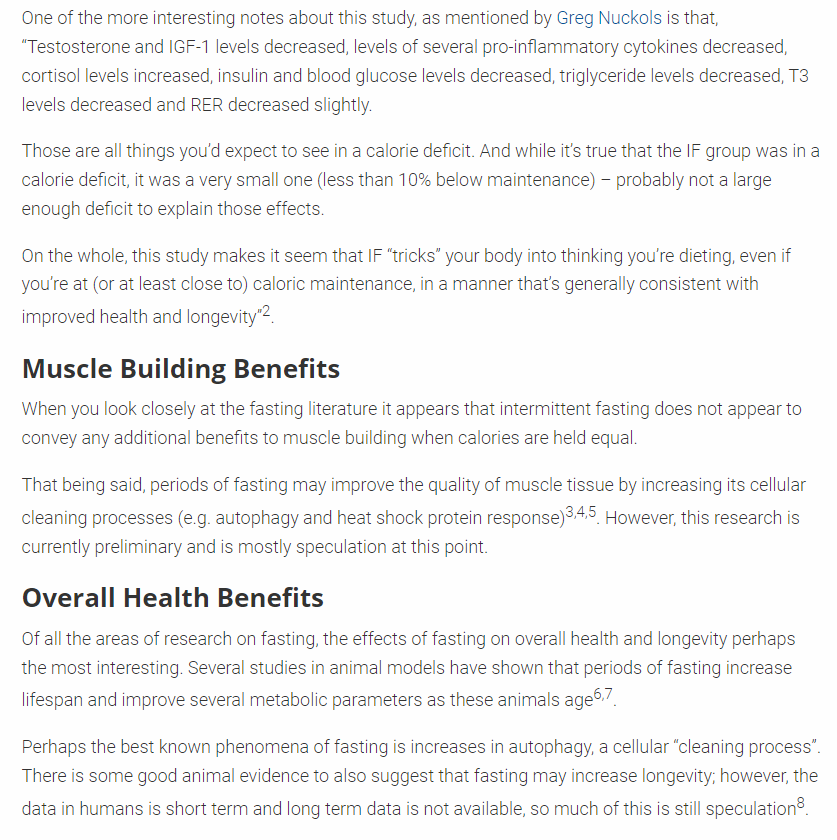 One of the more interesting notes about this study, as mentioned by Greg Nuckols is that,
“Testosterone and IGF-1 levels decreased, levels of several pro-inflammatory cytokines decreased,
cortisol levels increased, insulin and blood glucose levels decreased, triglyceride levels decreased, T3
levels decreased and RER decreased slightly.
Those are all things you’d expect to see in a calorie deficit. And while it’s true that the IF group was in a
calorie deficit, it was a very small one (less than 10% below maintenance) – probably not a large
enough deficit to explain those effects.
On the whole, this study makes it seem that IF “tricks” your body into thinking you’re dieting, even if
you’re at (or at least close to) caloric maintenance, in a manner that’s generally consistent with
improved health and longevity”2.
Muscle Building Benefits
When you look closely at the fasting literature it appears that intermittent fasting does not appear to
convey any additional benefits to muscle building when calories are held equal.
That being said, periods of fasting may improve the quality of muscle tissue by increasing its cellular
cleaning processes (e.g. autophagy and heat shock protein response)3,4,5. However, this research is
currently preliminary and is mostly speculation at this point.
Overall Health Benefits
Of all the areas of research on fasting, the effects of fasting on overall health and longevity perhaps
the most interesting. Several studies in animal models have shown that periods of fasting increase
lifespan and improve several metabolic parameters as these animals age6,7.
Perhaps the best known phenomena of fasting is increases in autophagy, a cellular “cleaning process”.
There is some good animal evidence to also suggest that fasting may increase longevity; however, the
data in humans is short term and long term data is not available, so much of this is still speculation8.